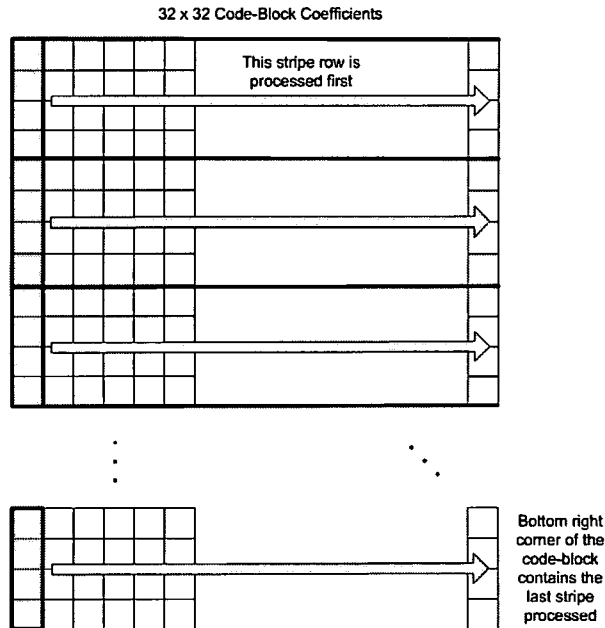 32 x 32 Code-Block Coefficients
This stripe row is
processed first
Bottom right
corner of the
code-block
contains the
last stripe
processed